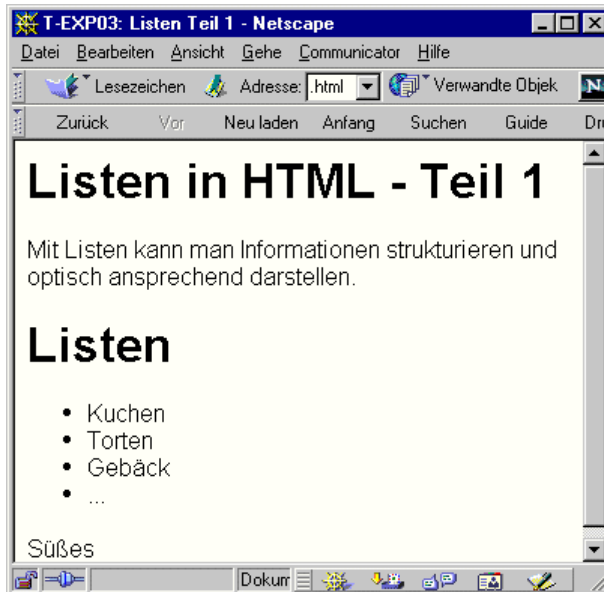 T-EXP03: Listen Teil 1 - Netscape
Datei Bearbeiten Ansicht Gehe Communicator Hilfe
Lesezeichen Adresse: .html Verwandte Objek N
Zurück Vor Neu laden Anfang Suchen Guide Dru
Listen in HTML - Teil 1
Mit Listen kann man Informationen strukturieren und
optisch ansprechend darstellen.
Listen
• Kuchen
• Torten
• Gebäck
• ...
Süßes
Dokum